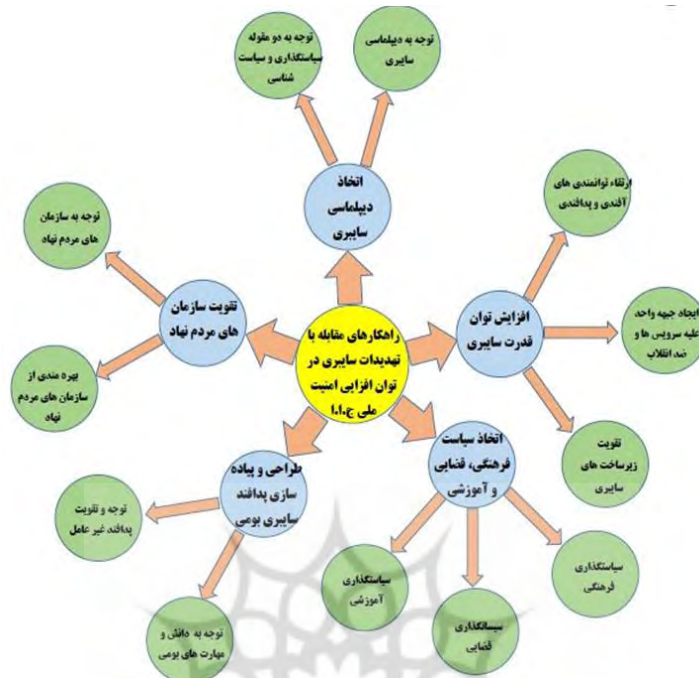 توجه به دو مقوله
سیاستگذاری و سیاست
شناسی
توجه به دیپلماسی
سایبری
اتخاذ
دیپلماسی
سایبری
ارتقاء توانمندی های
آفندی و پدافندی
ایجاد جبهه واحد
علیه سرویس ها و
ضد انقلاب
تقویت
زیرساخت های
سایبری
افزایش توان
قدرت سایبری
توجه به سازمان
های مردم نهاد
بهره مندی از
سازمان های مردم
نهاد
تقویت سازمان
های مردم نهاد
راهکارهای مقابله با
تهدیدات سایبری در
توان افزایی امنیت
ملی ج.ا.ا
اتخاذ سیاست
فرهنگی، قضایی
و آموزشی
سیاستگذاری
فرهنگی
سیساتگذاری
قضایی
سیاستگذاری
آموزشی
طراحی و پیاده
سازی پدافند
سایبری بومی
توجه و تقویت
پدافند غیر عامل
توجه به دانش و
مهارت های بومی